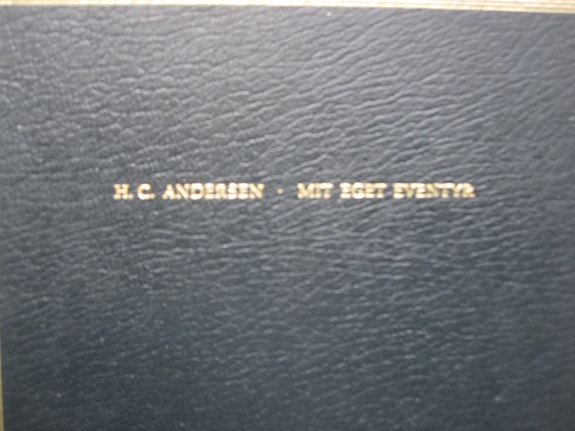 H. C. ANDERSEN · MIT EGET EVENTYR